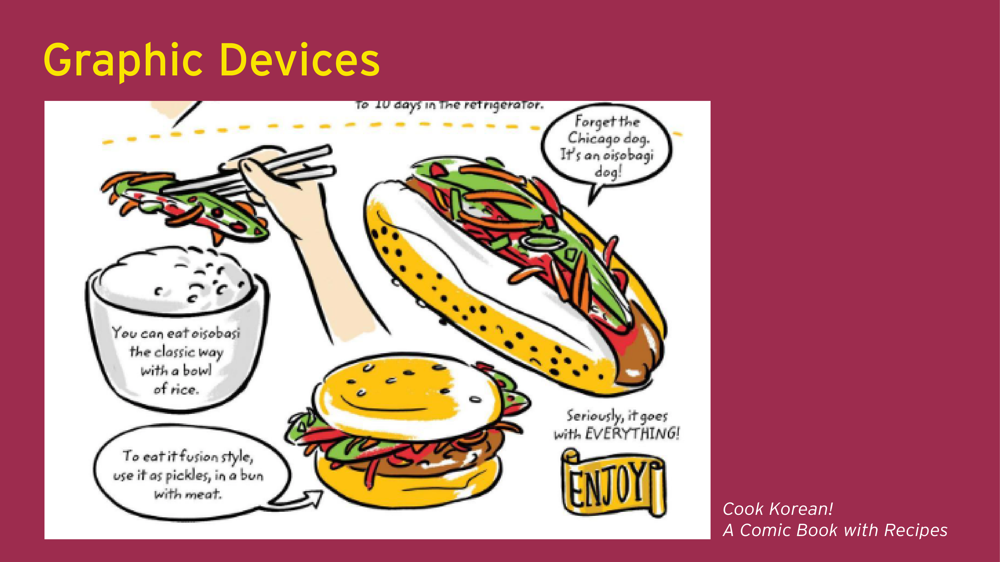 Graphic Devices
to 10 days in the refrigerator.
Forget the
Chicago dog.
It's an oisobagi
dog!
You can eat oisobasi
the classic way
with a bowl
of rice.
To eat it fusion style,
use it as pickles, in a bun
with meat.
Seriously, it goes
with EVERYTHING!
ENJOY
Cook Korean!
A Comic Book with Recipes